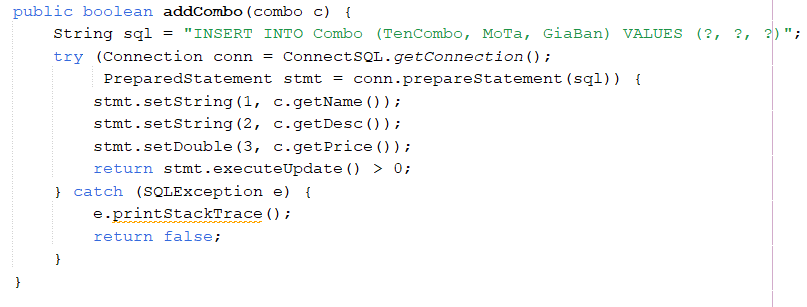 public boolean addCombo(combo c) {
    String sql = "INSERT INTO Combo (TenCombo, MoTa, GiaBan) VALUES (?, ?, ?)";
    try (Connection conn = ConnectSQL.getConnection();
         PreparedStatement stmt = conn.prepareStatement(sql)) {
        stmt.setString(1, c.getName());
        stmt.setString(2, c.getDesc());
        stmt.setDouble(3, c.getPrice());
        return stmt.executeUpdate() > 0;
    } catch (SQLException e) {
        e.printStackTrace();
        return false;
    }
}